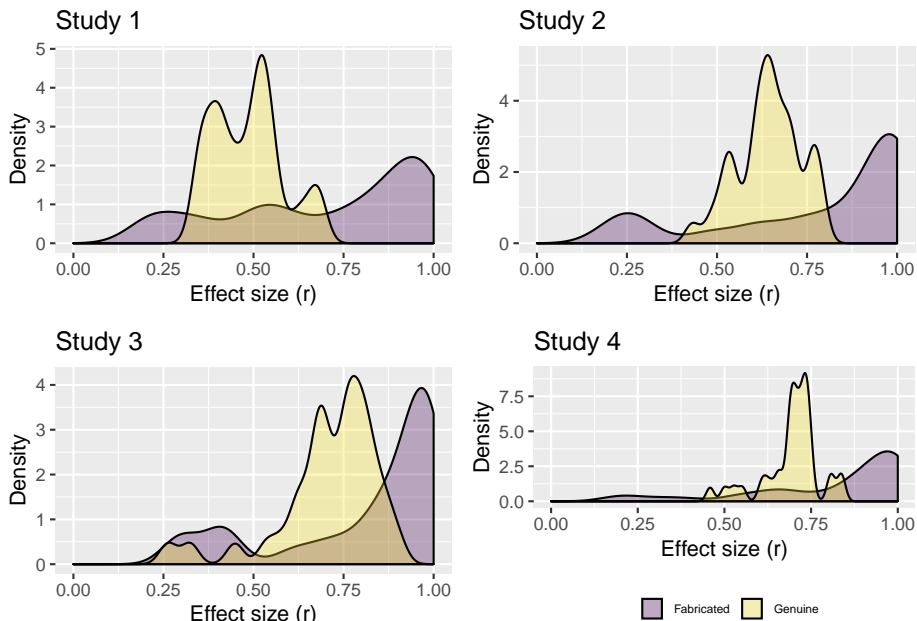 Study 1
Density
5
4
3
2
1
0
0.00 0.25 0.50 0.75 1.00
Effect size (r)
Study 2
Density
4
2
0
0.00 0.25 0.50 0.75 1.00
Effect size (r)
Study 3
Density
4
3
2
1
0
0.00 0.25 0.50 0.75 1.00
Effect size (r)
Study 4
Density
7.5
5.0
2.5
0.0
0.00 0.25 0.50 0.75 1.00
Effect size (r)
Fabricated Genuine